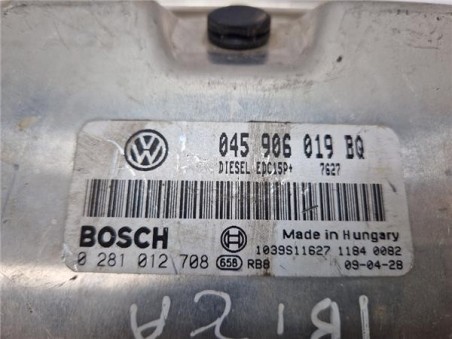 045 906 019 BQ
DIESEL EDC15P+ 7627
BOSCH
Made in Hungary
1039S11627 1184 0082
0 281 012 708 658 RB8 09-04-28
IBIZA